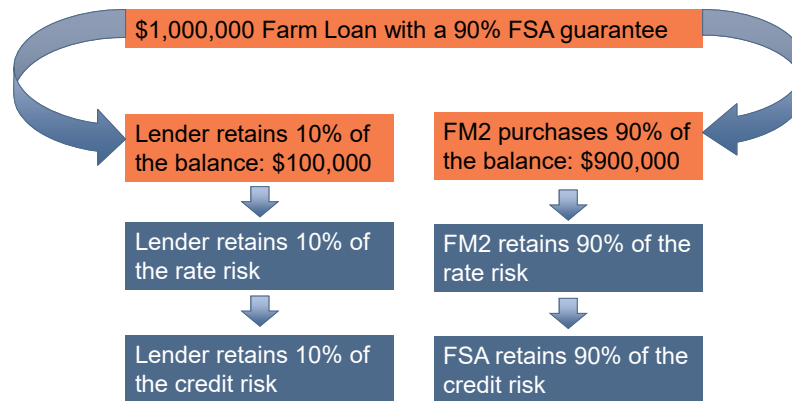 $1,000,000 Farm Loan with a 90% FSA guarantee
Lender retains 10% of
the balance: $100,000
FM2 purchases 90% of
the balance: $900,000
Lender retains 10% of
the rate risk
FM2 retains 90% of the
rate risk
Lender retains 10% of
the credit risk
FSA retains 90% of the
credit risk